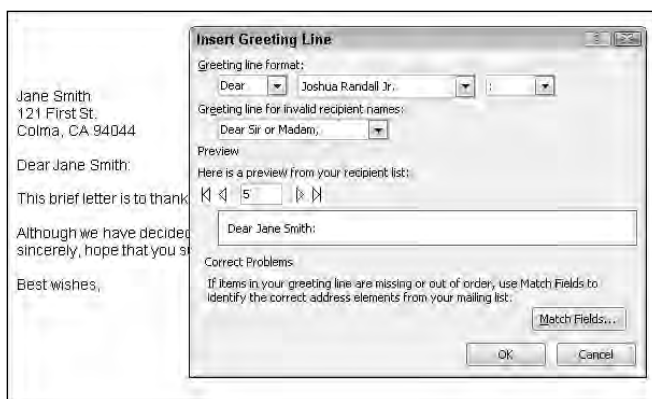 Jane Smith
121 First St.
Colma, CA 94044
Dear Jane Smith:
This brief letter is to thank
Although we have decided
sincerely, hope that you su
Best wishes,
Insert Greeting Line
Greeting line format:
Dear Joshua Randall Jr. :
Greeting line for invalid recipient names:
Dear Sir or Madam,
Preview
Here is a preview from your recipient list:
5
Dear Jane Smith:
Correct Problems
If items in your greeting line are missing or out of order, use Match Fields to
identify the correct address elements from your mailing list.
Match Fields...
OK Cancel